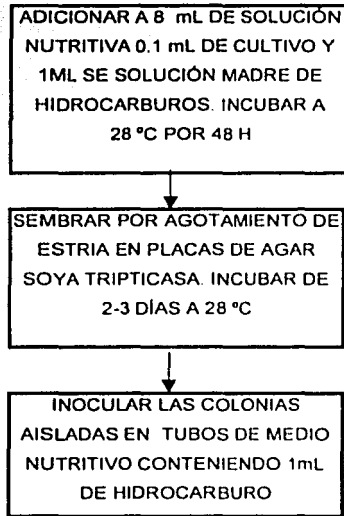 ADICIONAR A 8 mL DE SOLUCIÓN
NUTRITIVA 0.1 mL DE CULTIVO Y
1ML SE SOLUCIÓN MADRE DE
HIDROCARBUROS. INCUBAR A
28 ºC POR 48 H
SEMBRAR POR AGOTAMIENTO DE
ESTRIA EN PLACAS DE AGAR
SOYA TRIPTICASA. INCUBAR DE
2-3 DÍAS A 28 ºC
INOCULAR LAS COLONIAS
AISLADAS EN TUBOS DE MEDIO
NUTRITIVO CONTENIENDO 1mL
DE HIDROCARBURO